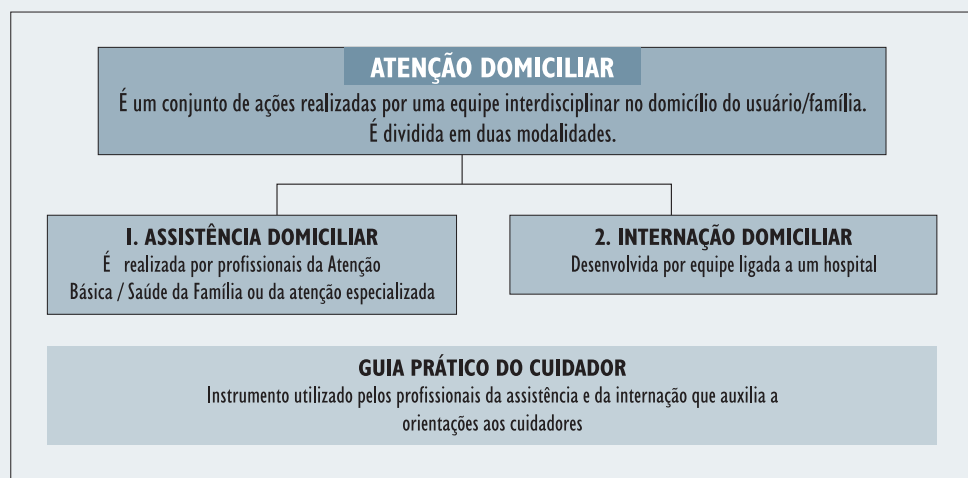 ATENÇÃO DOMICILIAR
É um conjunto de ações realizadas por uma equipe interdisciplinar no domicílio do usuário/família.
É dividida em duas modalidades.
1. ASSISTÊNCIA DOMICILIAR
É realizada por profissionais da Atenção
Básica / Saúde da Família ou da atenção especializada
2. INTERNAÇÃO DOMICILIAR
Desenvolvida por equipe ligada a um hospital
GUIA PRÁTICO DO CUIDADOR
Instrumento utilizado pelos profissionais da assistência e da internação que auxilia a
orientações aos cuidadores